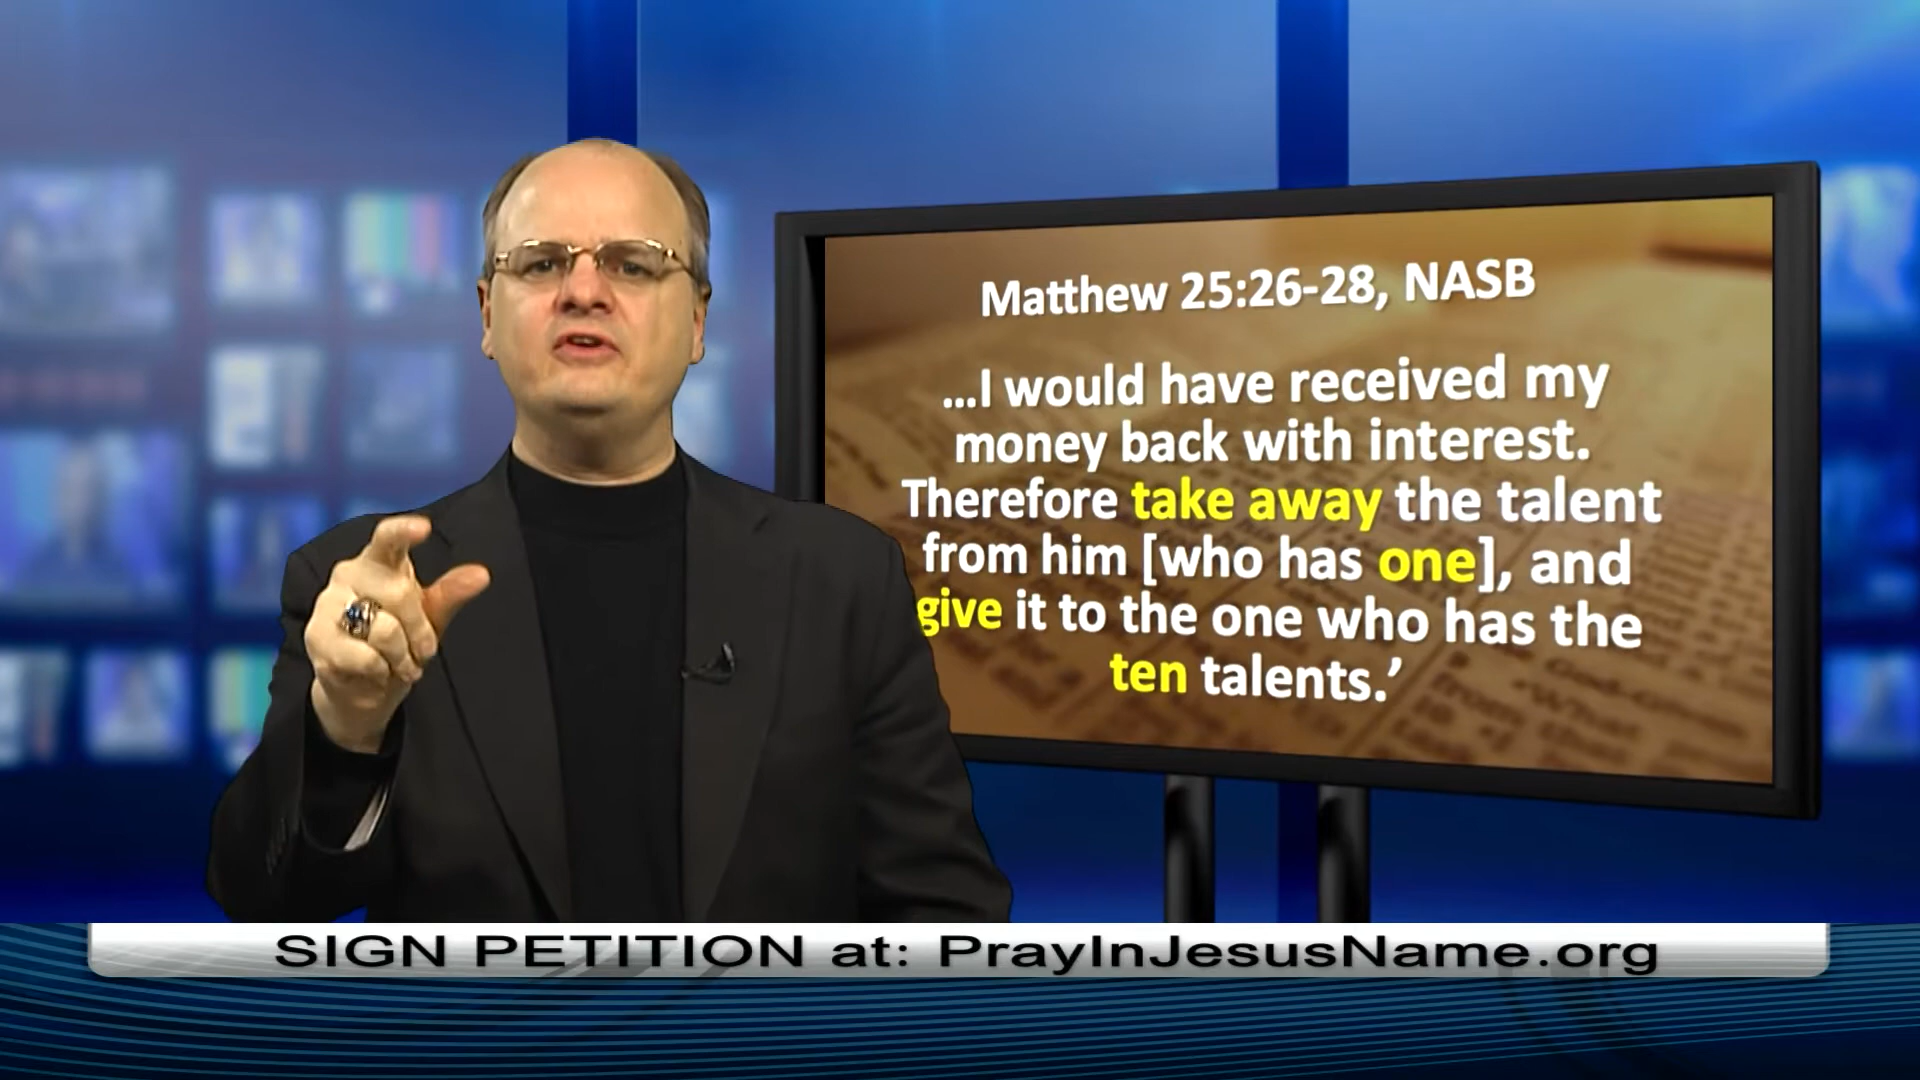 Matthew 25:26-28, NASB
...I would have received my
money back with interest.
Therefore take away the talent
from him [who has one], and
give it to the one who has the
ten talents.’
SIGN PETITION at: PrayInJesusName.org